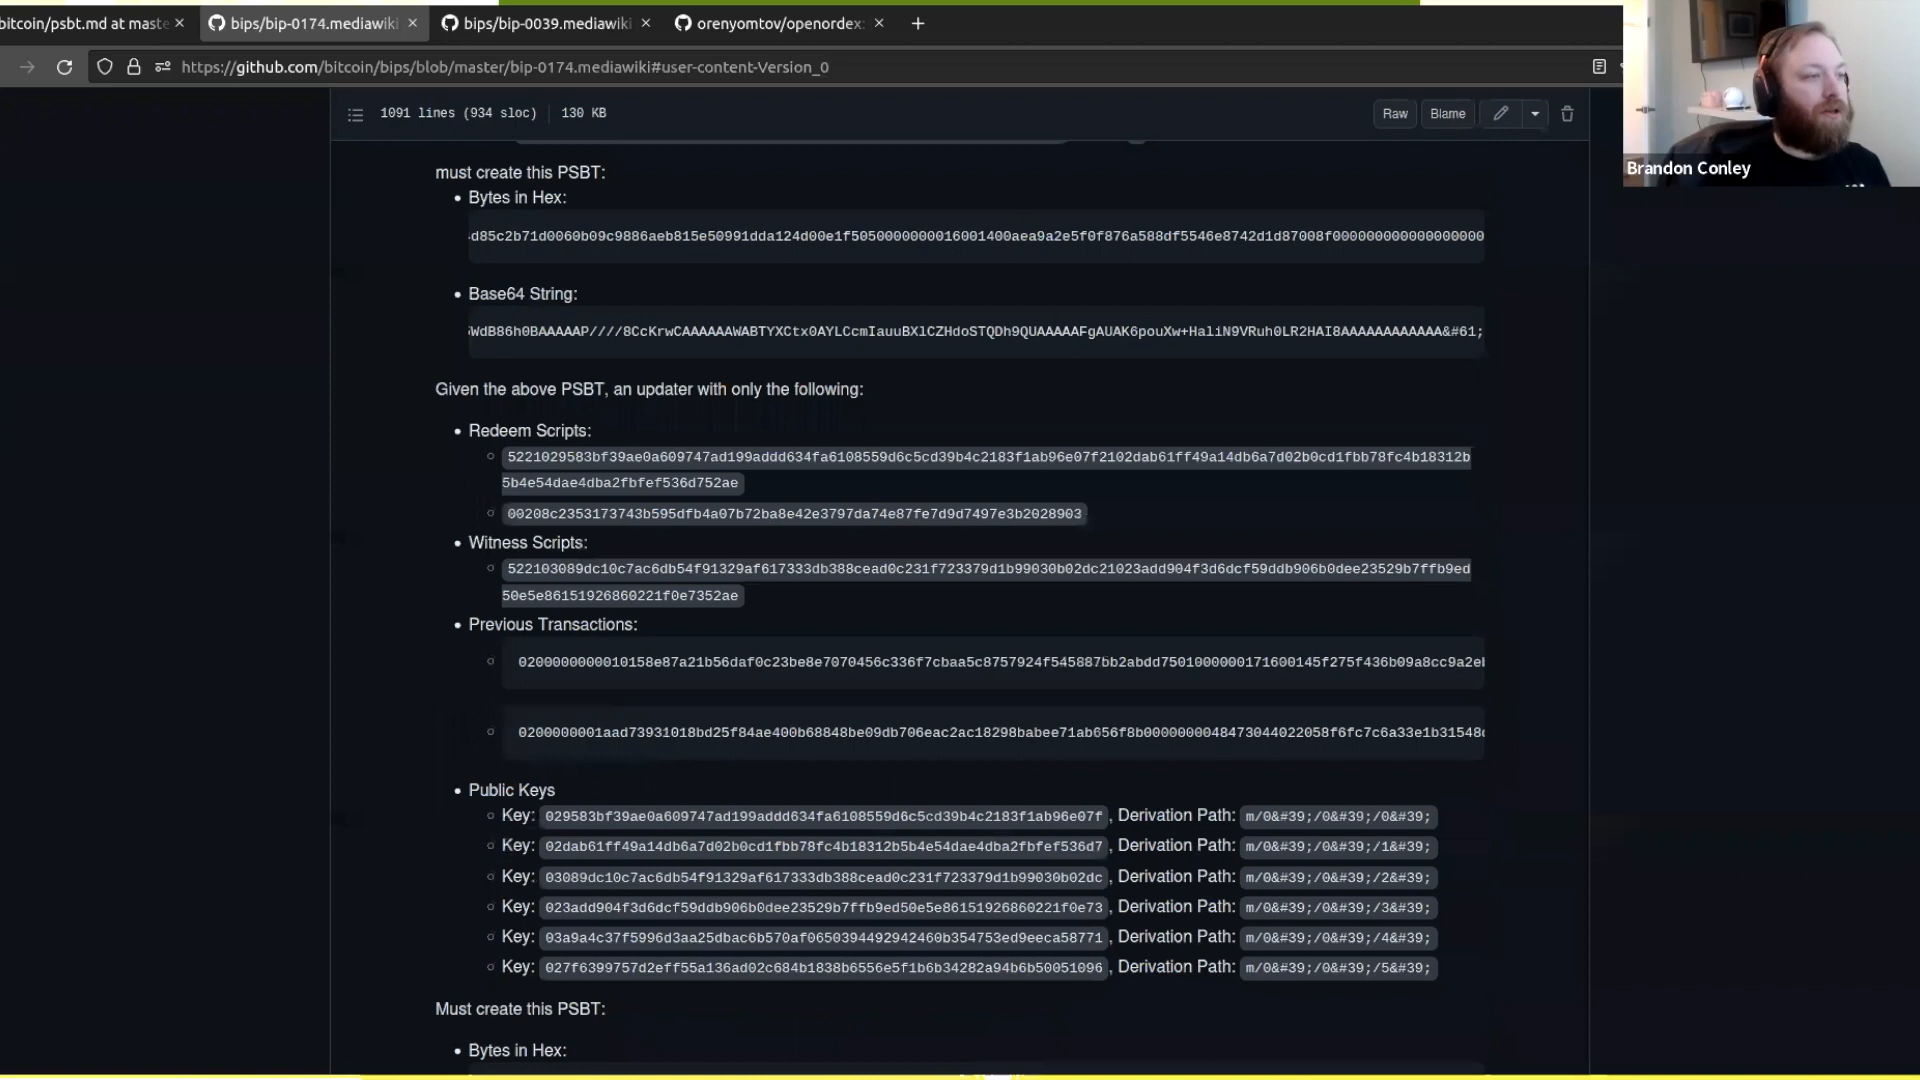 bitcoin/psbt.md at maste
bips/bip-0174.mediawiki
bips/bip-0039.mediawiki
orenyomtov/openordex:
https://github.com/bitcoin/bips/blob/master/bip-0174.mediawiki#user-content-Version_0
1091 lines (934 sloc) 130 KB
Raw Blame
Brandon Conley
must create this PSBT:
Bytes in Hex:
d85c2b71d0060b09c9886aeb815e50991dda124d00e1f5050000000016001400aea9a2e5f0f876a588df5546e8742d1d87008f000000000000000000
Base64 String:
WdB86h0BAAAAAP////8CcKrwCAAAAAAWABTYXCtx0AYLCcmIauuBXlCZHdoSTQDh9QUAAAAAFgAUAK6pouXw+HaliN9VRuh0LR2HAI8AAAAAAAAAAAA&#61;
Given the above PSBT, an updater with only the following:
Redeem Scripts:
5221029583bf39ae0a609747ad199addd634fa6108559d6c5cd39b4c2183f1ab96e07f2102dab61ff49a14db6a7d02b0cd1fbb78fc4b18312b
5b4e54dae4dba2fbfef536d752ae
00208c2353173743b595dfb4a07b72ba8e42e3797da74e87fe7d9d7497e3b2028903
Witness Scripts:
522103089dc10c7ac6db54f91329af617333db388cead0c231f723379d1b99030b02dc21023add904f3d6dcf59ddb906b0dee23529b7ffb9ed
50e5e86151926860221f0e7352ae
Previous Transactions:
0200000000010158e87a21b56daf0c23be8e7070456c336f7cbaa5c8757924f545887bb2abdd7501000000171600145f275f436b09a8cc9a2e
0200000001aad73931018bd25f84ae400b68848be09db706eac2ac18298babee71ab656f8b0000000048473044022058f6fc7c6a33e1b31548
Public Keys
Key: 029583bf39ae0a609747ad199addd634fa6108559d6c5cd39b4c2183f1ab96e07f , Derivation Path: m/0&#39;/0&#39;/0&#39;
Key: 02dab61ff49a14db6a7d02b0cd1fbb78fc4b18312b5b4e54dae4dba2fbfef536d7 , Derivation Path: m/0&#39;/0&#39;/1&#39;
Key: 03089dc10c7ac6db54f91329af617333db388cead0c231f723379d1b99030b02dc , Derivation Path: m/0&#39;/0&#39;/2&#39;
Key: 023add904f3d6dcf59ddb906b0dee23529b7ffb9ed50e5e86151926860221f0e73 , Derivation Path: m/0&#39;/0&#39;/3&#39;
Key: 03a9a4c37f5996d3aa25dbac6b570af0650394492942460b354753ed9eeca58771 , Derivation Path: m/0&#39;/0&#39;/4&#39;
Key: 027f6399757d2eff55a136ad02c684b1838b6556e5f1b6b34282a94b6b50051096 , Derivation Path: m/0&#39;/0&#39;/5&#39;
Must create this PSBT:
Bytes in Hex: